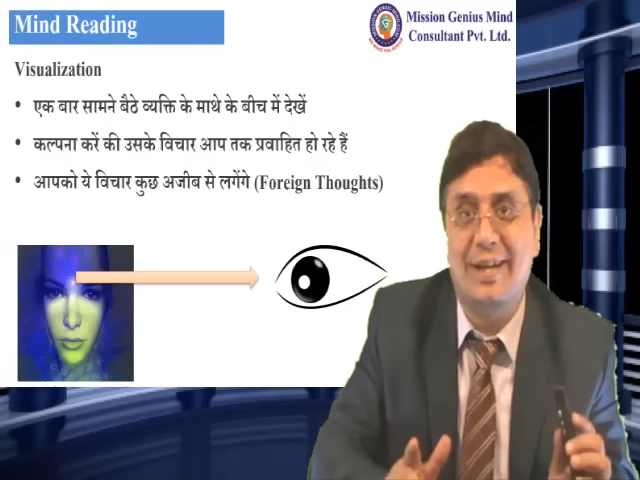 Mind Reading
Mission Genius Mind
Consultant Pvt. Ltd.
Visualization
• एक बार सामने बैठे व्यक्ति के माथे के बीच में देखें
• कल्पना करें की उसके विचार आप तक प्रवाहित हो रहे हैं
• आपको ये विचार कुछ अजीब से लगेंगे (Foreign Thoughts)